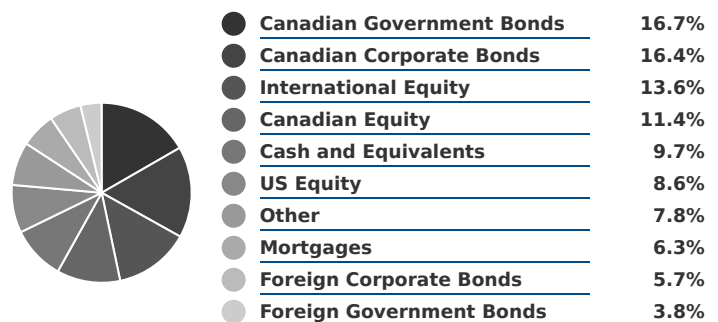 Canadian Government Bonds 16.7%
Canadian Corporate Bonds 16.4%
International Equity 13.6%
Canadian Equity 11.4%
Cash and Equivalents 9.7%
US Equity 8.6%
Other 7.8%
Mortgages 6.3%
Foreign Corporate Bonds 5.7%
Foreign Government Bonds 3.8%